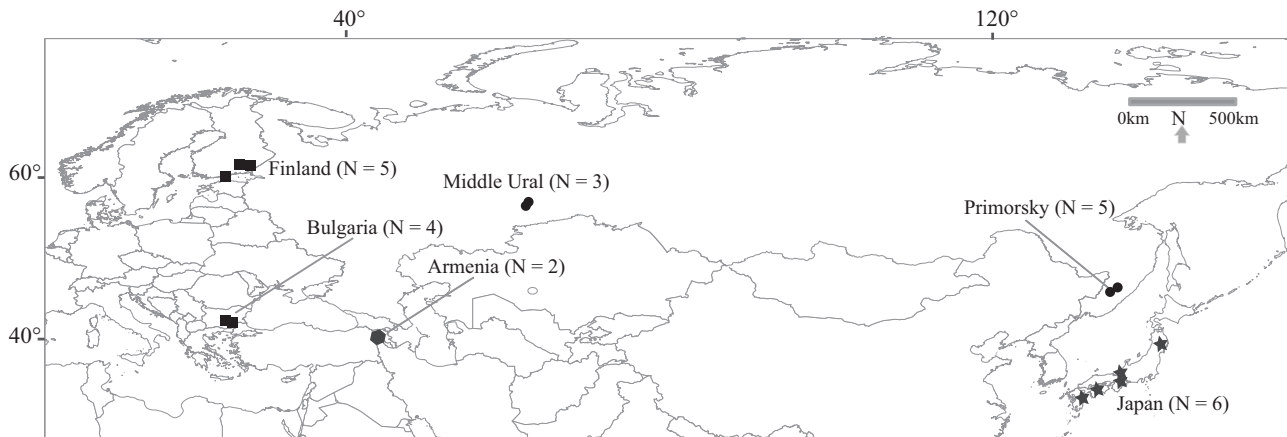 40° 120°
0km N 500km
60°
Finland (N = 5)
Middle Ural (N = 3)
Primorsky (N = 5)
Bulgaria (N = 4)
Armenia (N = 2)
40°
Japan (N = 6)